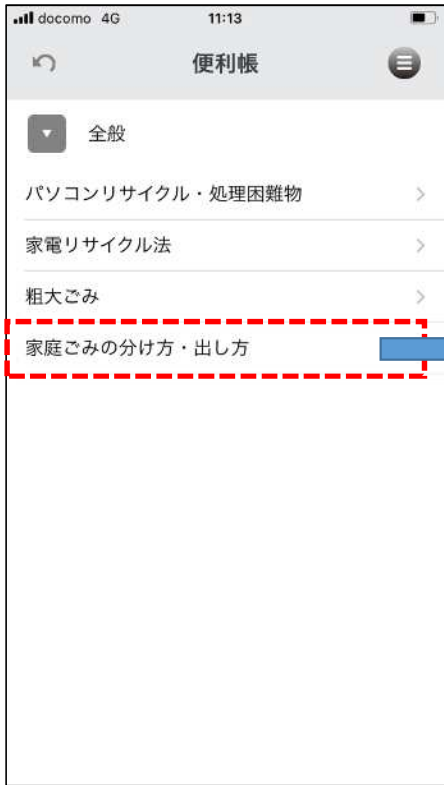 docomo 4G 11:13
便利帳
全般
パソコンリサイクル・処理困難物
家電リサイクル法
粗大ごみ
家庭ごみの分け方・出し方